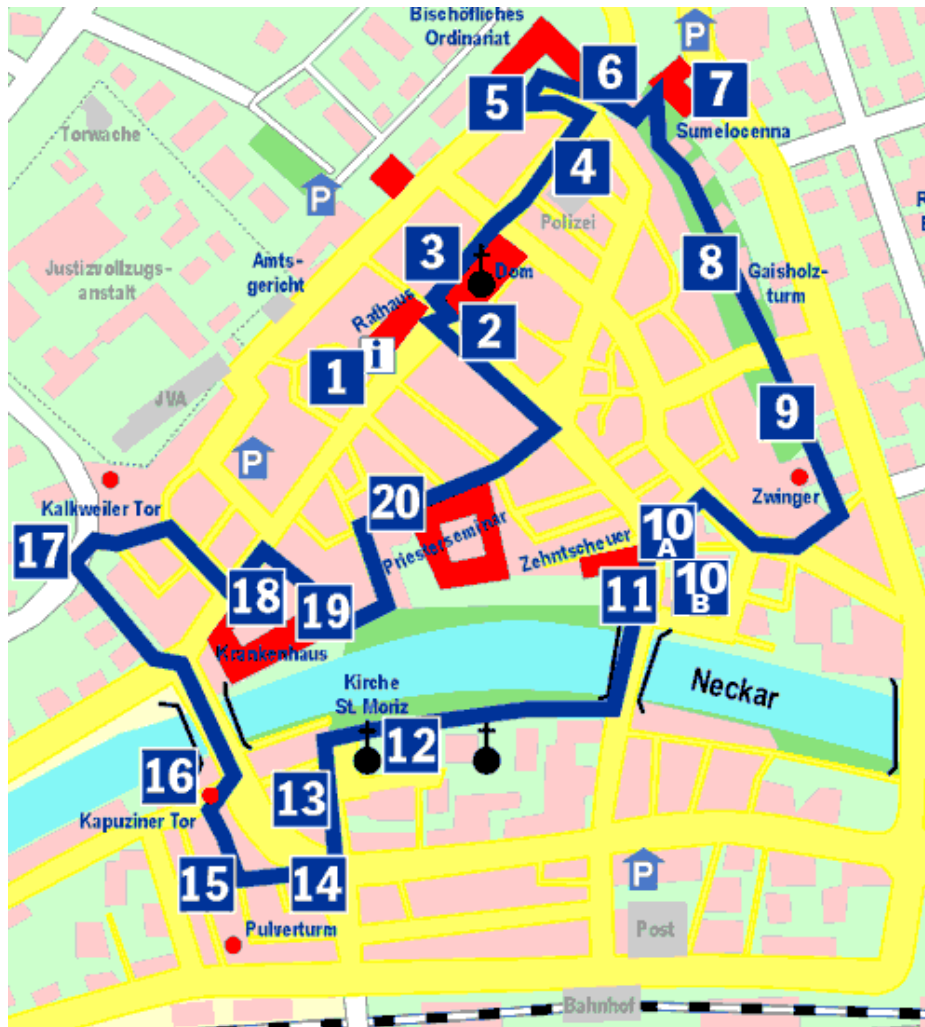 Bischöfliches
Ordinariat
P
6
7
5
Sumelocenna
Torwache
4
P
Polizei
R
E
3
Dom
Amts-
gericht
8
Gaisholz-
turm
Justizvollzugs-
anstalt
Rathaus
2
i
1
JVA
9
P
Kalkweiler Tor
Zwinger
20
Priesterseminar
Zehntscheuer
10
A
17
10
B
18
19
11
Krankenhaus
Kirche
St. Moriz
Neckar
12
16
13
Kapuziner Tor
15
14
P
Pulverturm
Post
Bahnhof